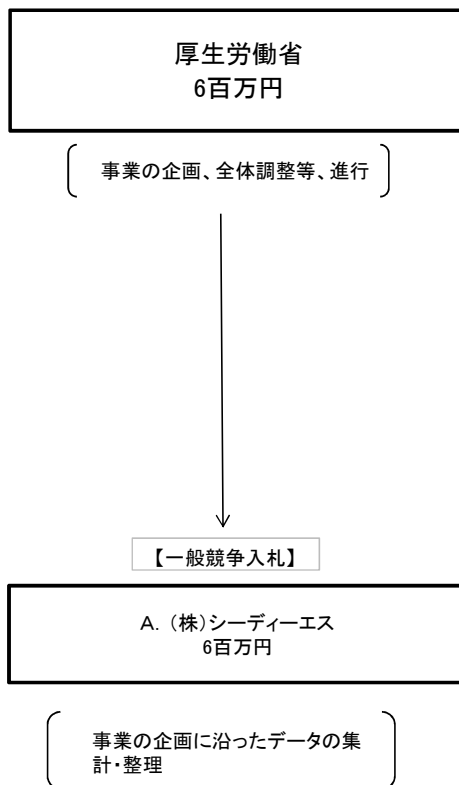 厚生労働省
6百万円
事業の企画、全体調整等、進行
【一般競争入札】
A. (株)シーディーエス
6百万円
事業の企画に沿ったデータの集
計・整理